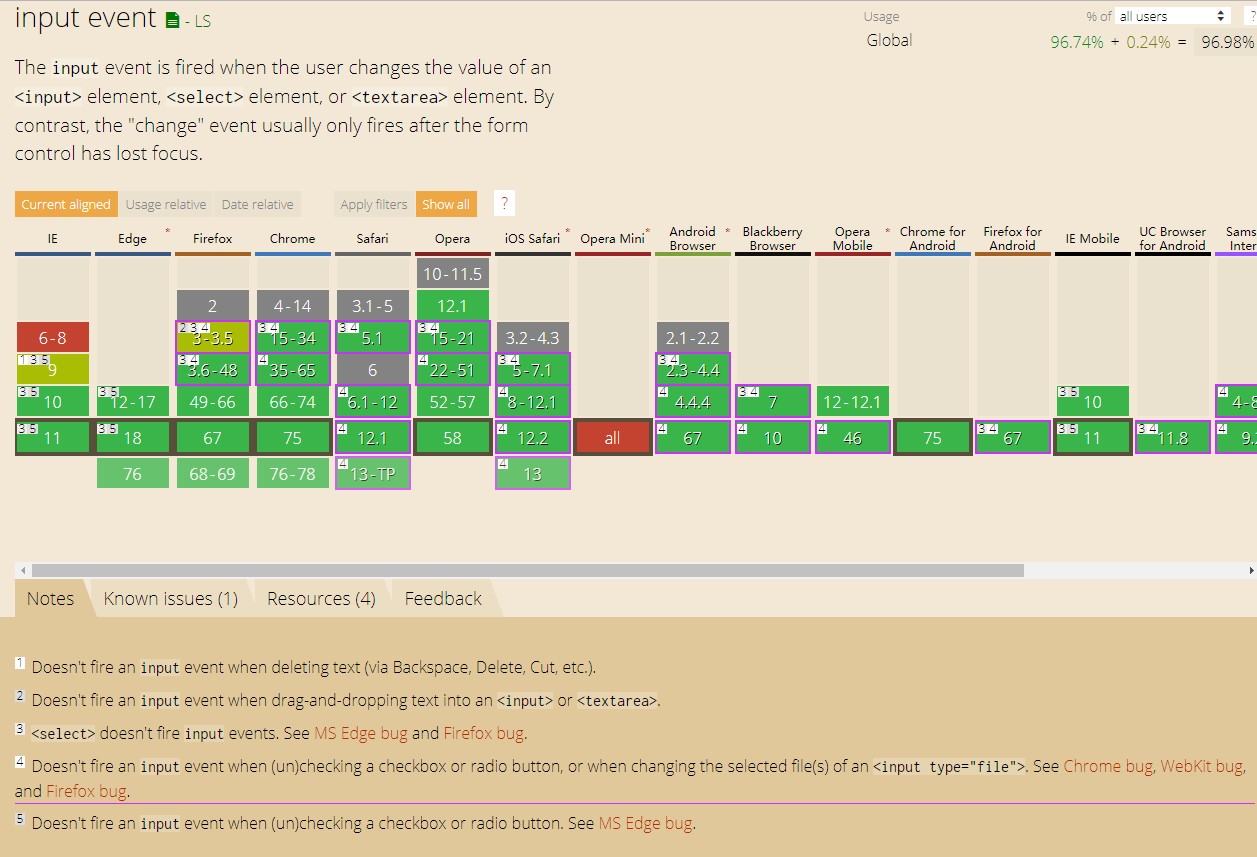 input event - LS
Usage
% of all users ?
Global
96.74% + 0.24% = 96.98%
The input event is fired when the user changes the value of an
<input> element, <select> element, or <textarea> element. By
contrast, the "change" event usually only fires after the form
control has lost focus.
Current aligned Usage relative Date relative Apply filters Show all ?
IE Edge * Firefox Chrome Safari Opera iOS Safari * Opera Mini * Android Browser * Blackberry Browser Opera Mobile * Chrome for Android Firefox for Android IE Mobile UC Browser for Android Sams Inter
10-11.5
2 4-14 3.1-5 12.1
6-8 2 3 4 3-3.5 3 4 15-34 3 4 5.1 3 4 15-21 3.2-4.3 2.1-2.2
1 3 5 9 3 4 3.6-48 4 35-65 6 4 22-51 3 4 5-7.1 3 4 2.3-4.4
3 5 10 3 5 12-17 49-66 66-74 4 6.1-12 52-57 4 8-12.1 4 4.4.4 3 4 7 12-12.1 3 5 10 4 4-8
3 5 11 3 5 18 67 75 4 12.1 58 4 12.2 all 4 67 4 10 4 46 75 3 4 67 3 5 11 3 4 11.8 4 9.
76 68-69 76-78 4 13-TP 4 13
Notes Known issues (1) Resources (4) Feedback
1 Doesn't fire an input event when deleting text (via Backspace, Delete, Cut, etc.).
2 Doesn't fire an input event when drag-and-dropping text into an <input> or <textarea>.
3 <select> doesn't fire input events. See MS Edge bug and Firefox bug.
4 Doesn't fire an input event when (un)checking a checkbox or radio button, or when changing the selected file(s) of an <input type="file">. See Chrome bug, WebKit bug,
and Firefox bug.
5 Doesn't fire an input event when (un)checking a checkbox or radio button. See MS Edge bug.